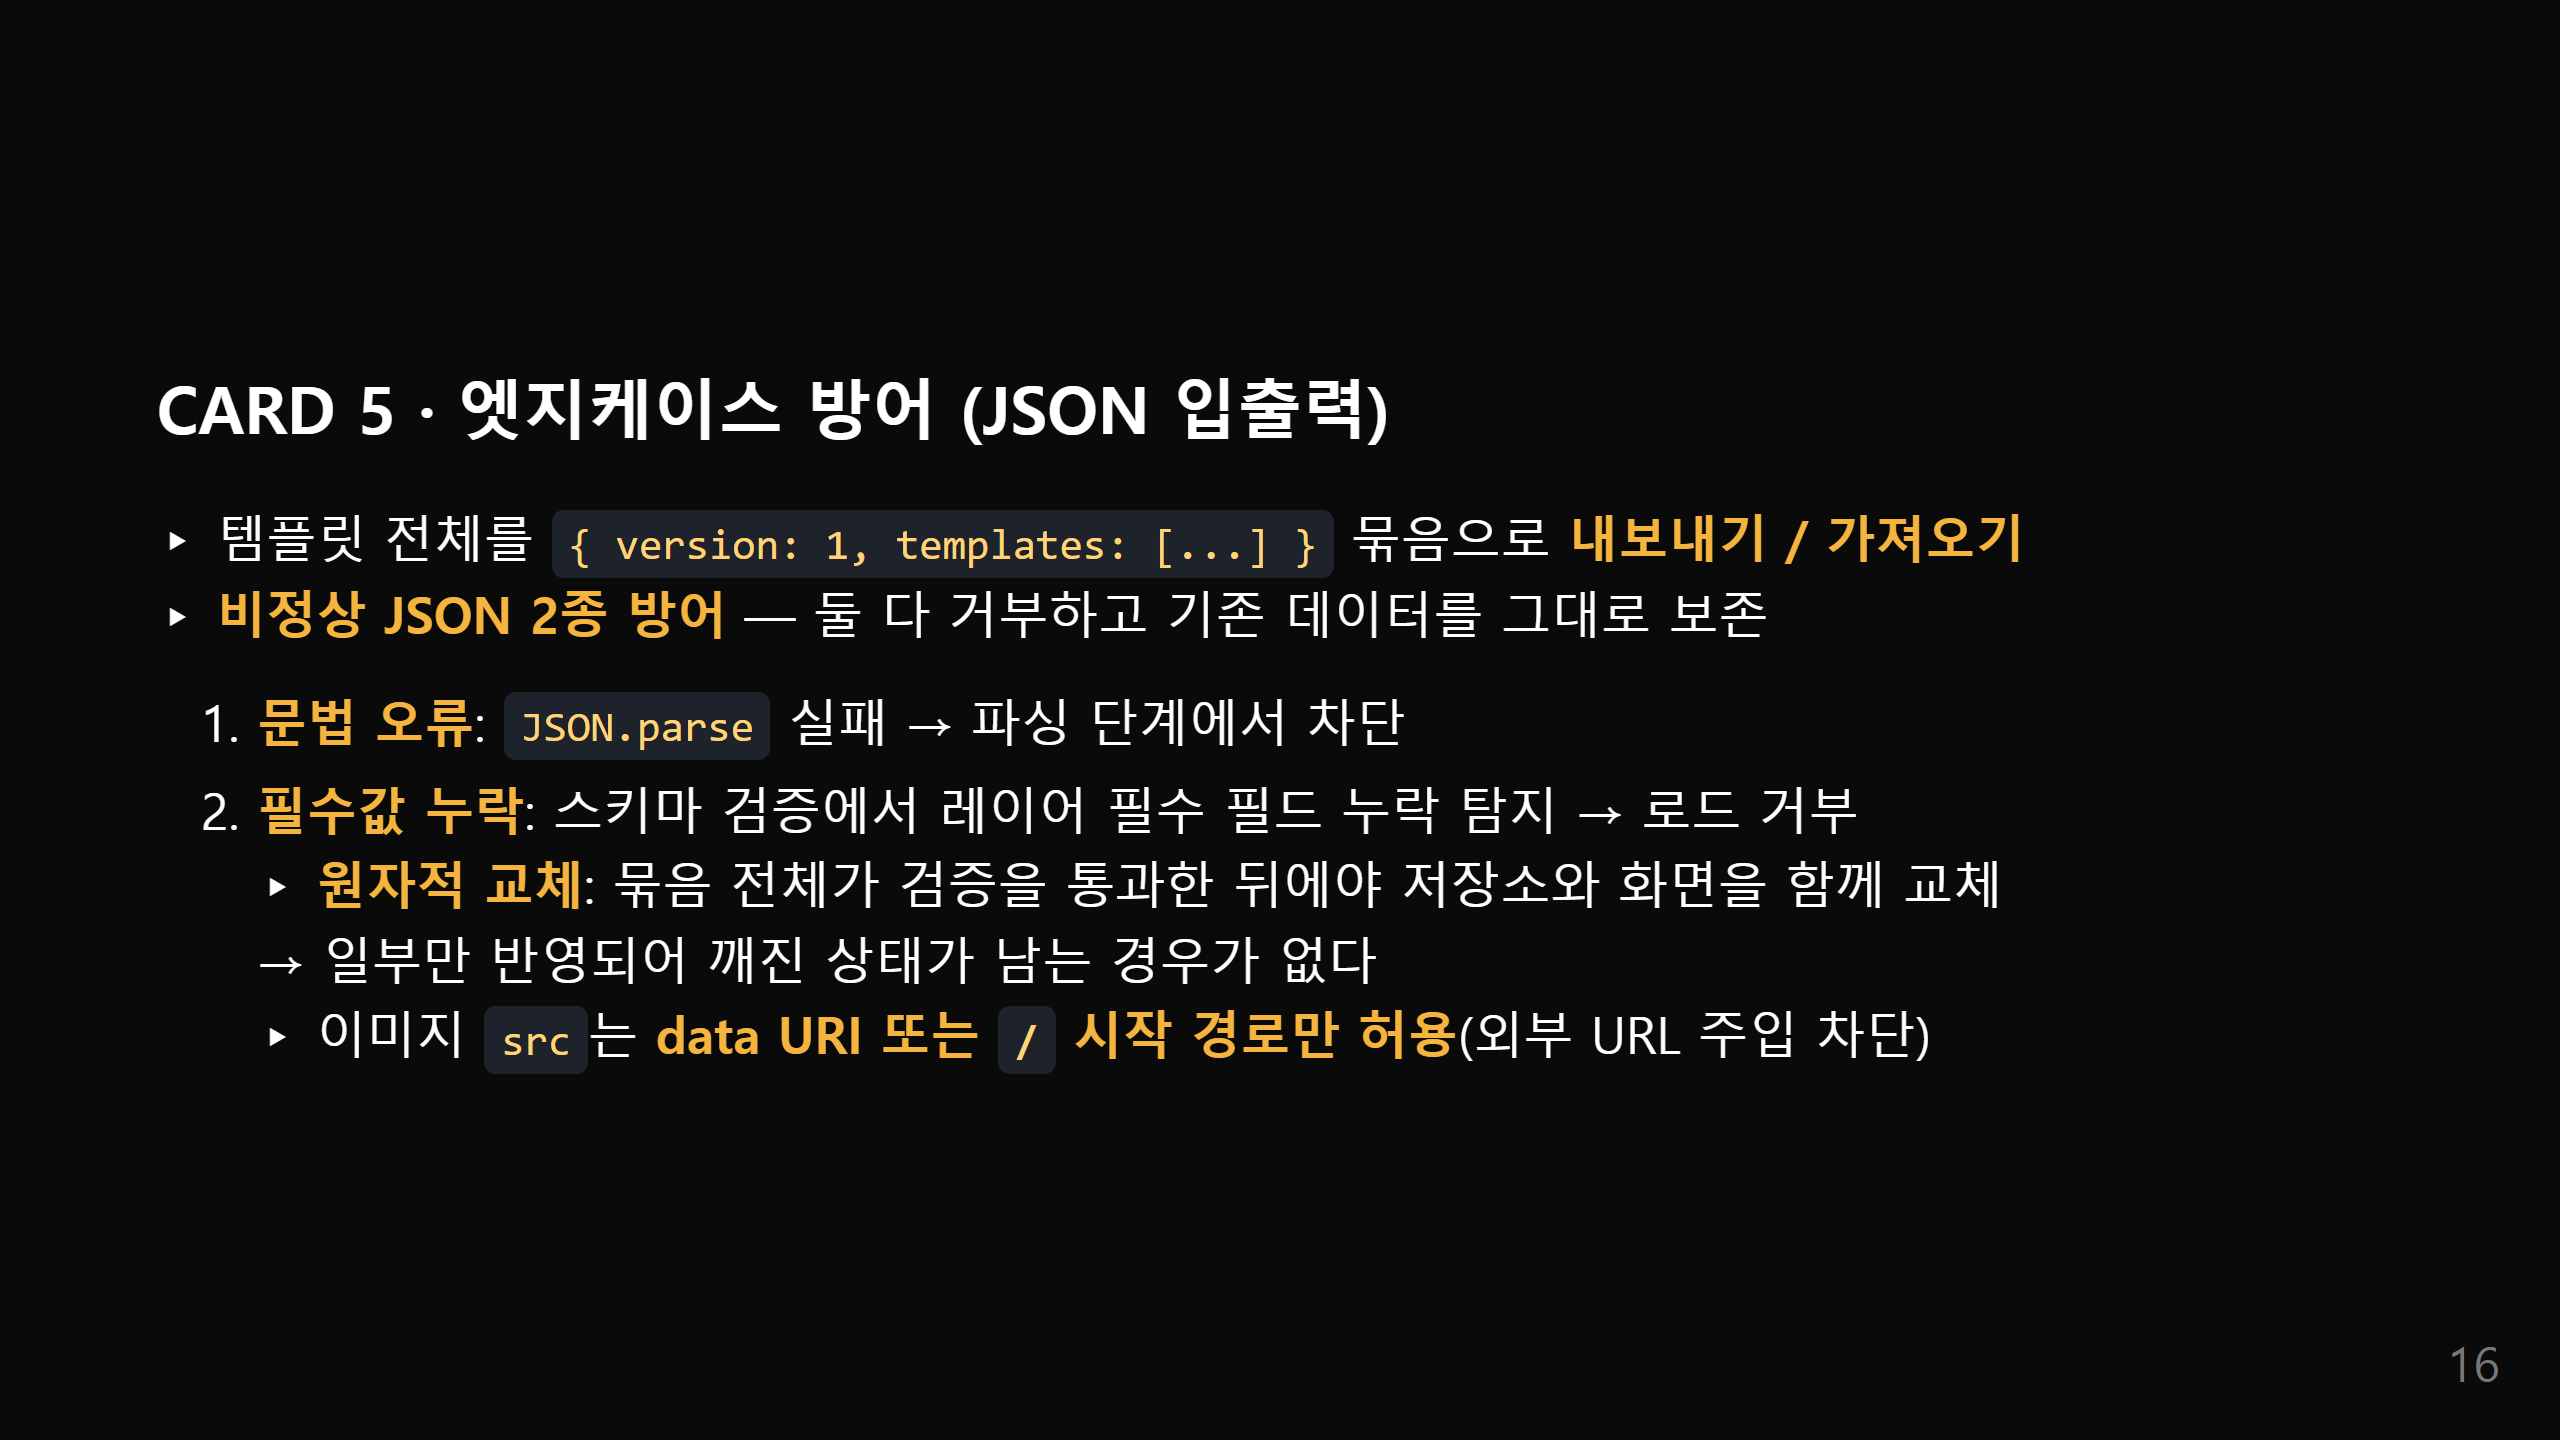 CARD 5 · 엣지케이스 방어 (JSON 입출력)
▸ 템플릿 전체를 { version: 1, templates: [...] } 묶음으로 내보내기 / 가져오기
▸ 비정상 JSON 2종 방어 — 둘 다 거부하고 기존 데이터를 그대로 보존
1. 문법 오류: JSON.parse 실패 → 파싱 단계에서 차단
2. 필수값 누락: 스키마 검증에서 레이어 필수 필드 누락 탐지 → 로드 거부
▸ 원자적 교체: 묶음 전체가 검증을 통과한 뒤에야 저장소와 화면을 함께 교체
→ 일부만 반영되어 깨진 상태가 남는 경우가 없다
▸ 이미지 src는 data URI 또는 / 시작 경로만 허용(외부 URL 주입 차단)
16